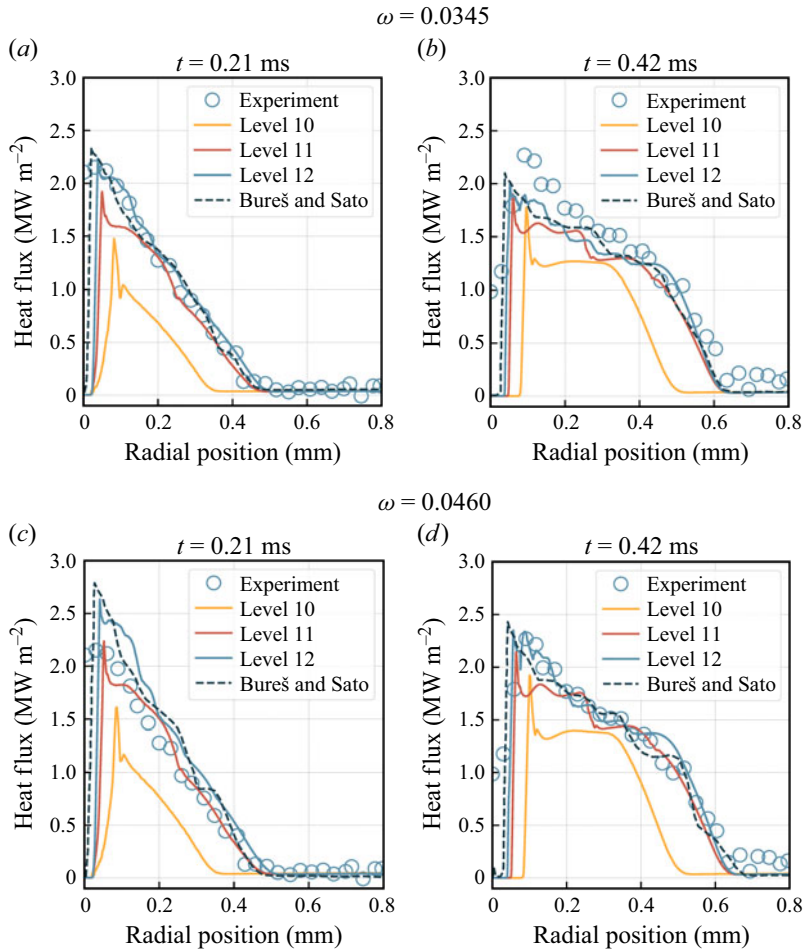 ω = 0.0345
(a)
(b)
t = 0.21 ms
t = 0.42 ms
3.0
2.5
2.0
1.5
1.0
0.5
0
Heat flux (MW m⁻²)
Experiment
Level 10
Level 11
Level 12
Bureš and Sato
0 0.2 0.4 0.6 0.8
Radial position (mm)
3.0
2.5
2.0
1.5
1.0
0.5
0
Heat flux (MW m⁻²)
Experiment
Level 10
Level 11
Level 12
Bureš and Sato
0 0.2 0.4 0.6 0.8
Radial position (mm)
ω = 0.0460
(c)
(d)
t = 0.21 ms
t = 0.42 ms
3.0
2.5
2.0
1.5
1.0
0.5
0
Heat flux (MW m⁻²)
Experiment
Level 10
Level 11
Level 12
Bureš and Sato
0 0.2 0.4 0.6 0.8
Radial position (mm)
3.0
2.5
2.0
1.5
1.0
0.5
0
Heat flux (MW m⁻²)
Experiment
Level 10
Level 11
Level 12
Bureš and Sato
0 0.2 0.4 0.6 0.8
Radial position (mm)